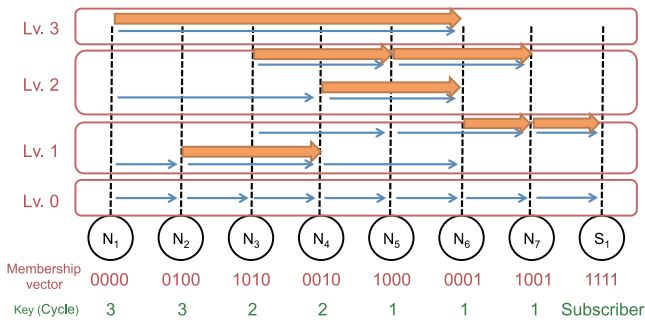 Lv. 3
Lv. 2
Lv. 1
Lv. 0
N1 N2 N3 N4 N5 N6 N7 S1
Membership vector 0000 0100 1010 0010 1000 0001 1001 1111
Key (Cycle) 3 3 2 2 1 1 1 Subscriber